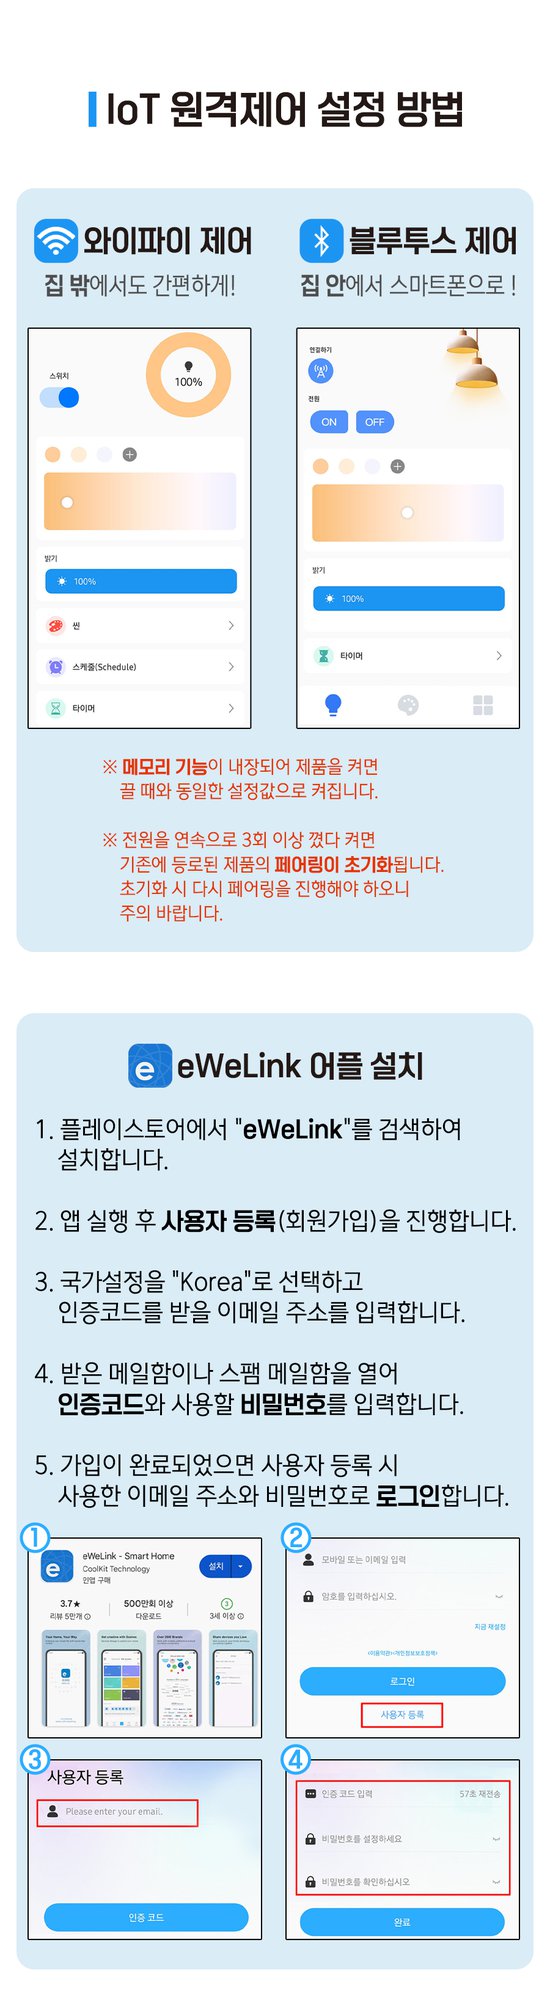 IoT 원격제어 설정 방법
와이파이 제어
집 밖에서도 간편하게!
블루투스 제어
집 안에서 스마트폰으로 !
스위치
100%
밝기
100%
씬
스케줄(Schedule)
타이머
연결하기
전원
ON OFF
밝기
100%
타이머
※ 메모리 기능이 내장되어 제품을 켜면
끌 때와 동일한 설정값으로 켜집니다.
※ 전원을 연속으로 3회 이상 껐다 켜면
기존에 등로된 제품의 페어링이 초기화됩니다.
초기화 시 다시 페어링을 진행해야 하오니
주의 바랍니다.
eWeLink 어플 설치
1. 플레이스토어에서 "eWeLink"를 검색하여
설치합니다.
2. 앱 실행 후 사용자 등록(회원가입)을 진행합니다.
3. 국가설정을 "Korea"로 선택하고
인증코드를 받을 이메일 주소를 입력합니다.
4. 받은 메일함이나 스팸 메일함을 열어
인증코드와 사용할 비밀번호를 입력합니다.
5. 가입이 완료되었으면 사용자 등록 시
사용한 이메일 주소와 비밀번호로 로그인합니다.
1
eWeLink - Smart Home
CoolKit Technology
인앱 구매
설치
3.7★
리뷰 5만개
500만회 이상
다운로드
3
3세 이상
2
모바일 또는 이메일 입력
암호를 입력하십시오.
지금 재설정
<이용약관>·<개인정보보호정책>
로그인
사용자 등록
3
사용자 등록
Please enter your email.
인증 코드
4
인증 코드 입력
57초 재전송
비밀번호를 설정하세요
비밀번호를 확인하십시오
완료